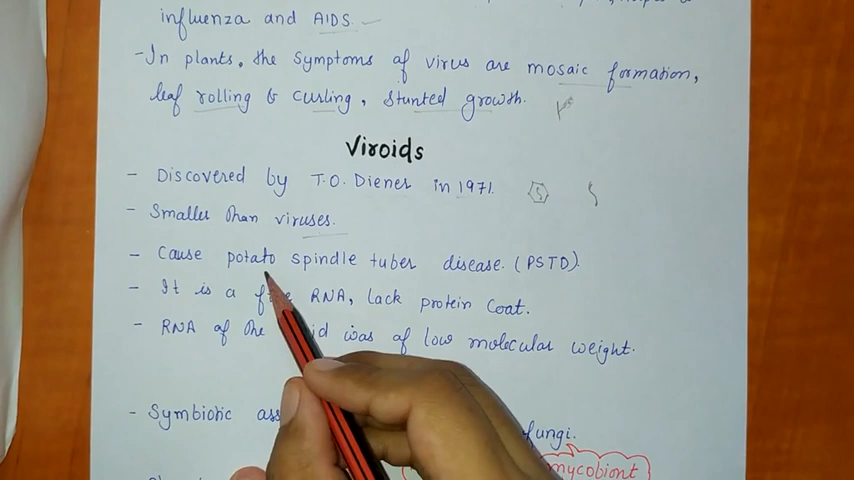 influenza and AIDS.
- In plants, the symptoms of virus are mosaic formation,
leaf rolling & curling, stunted growth.
Viroids
- Discovered by T.O. Diener in 1971.
- Smaller than viruses.
- Cause potato spindle tuber disease. (PSTD).
- It is a free RNA, lack protein coat.
- RNA of the was of low molecular weight.
- Symbiotic fungi.
mycobiont